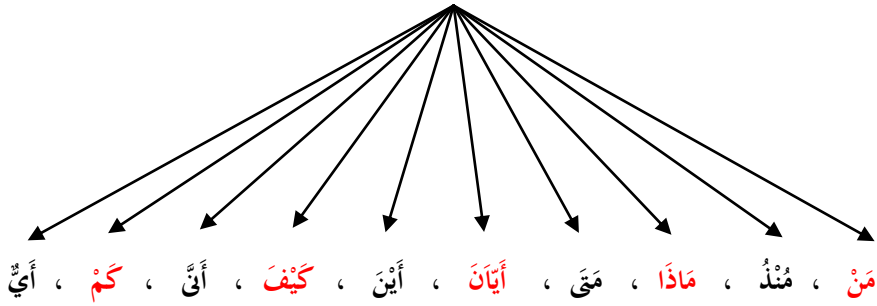 مَنْ ، مُنْذُ ، مَاذَا ، مَتَى ، أَيَّانَ ، أَيْنَ ، كَيْفَ ، أَنَّى ، كَمْ ، أَيٌّ